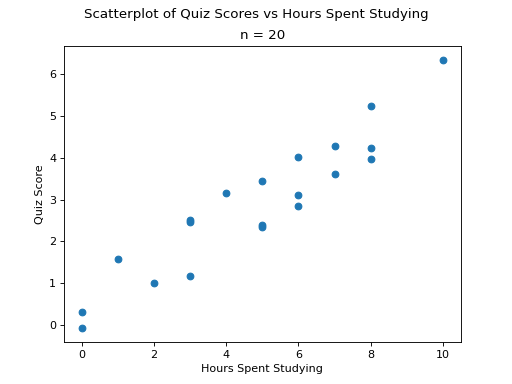 Scatterplot of Quiz Scores vs Hours Spent Studying
n = 20
6
5
4
3
2
1
0
Quiz Score
0 2 4 6 8 10
Hours Spent Studying